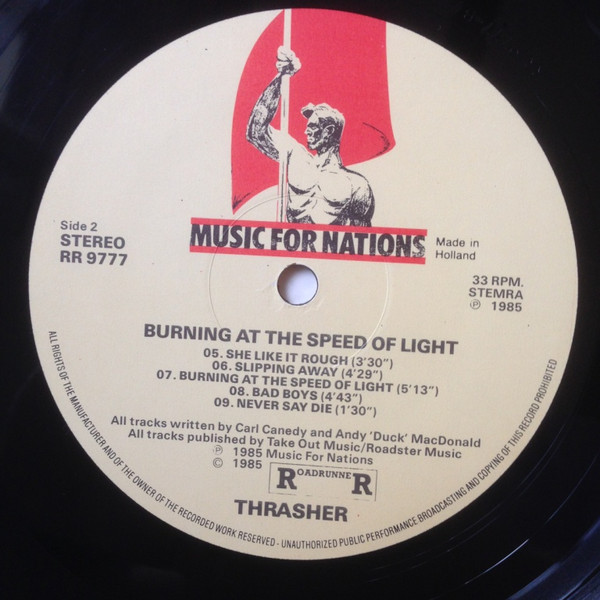 MUSIC FOR NATIONS
Side 2
STEREO
RR 9777
Made in
Holland
33 RPM.
STEMRA
℗ 1985
BURNING AT THE SPEED OF LIGHT
05. SHE LIKE IT ROUGH (3'30")
06. SLIPPING AWAY (4'29")
07. BURNING AT THE SPEED OF LIGHT (5'13")
08. BAD BOYS (4'43")
09. NEVER SAY DIE (1'30")
All tracks written by Carl Canedy and Andy 'Duck' MacDonald
All tracks published by Take Out Music/Roadster Music
℗ 1985 Music For Nations
© 1985 ROADRUNNER
THRASHER
ALL RIGHTS OF THE MANUFACTURER AND OF THE OWNER OF THE RECORDED WORK RESERVED - UNAUTHORIZED PUBLIC PERFORMANCE BROADCASTING AND COPYING OF THIS RECORD PROHIBITED